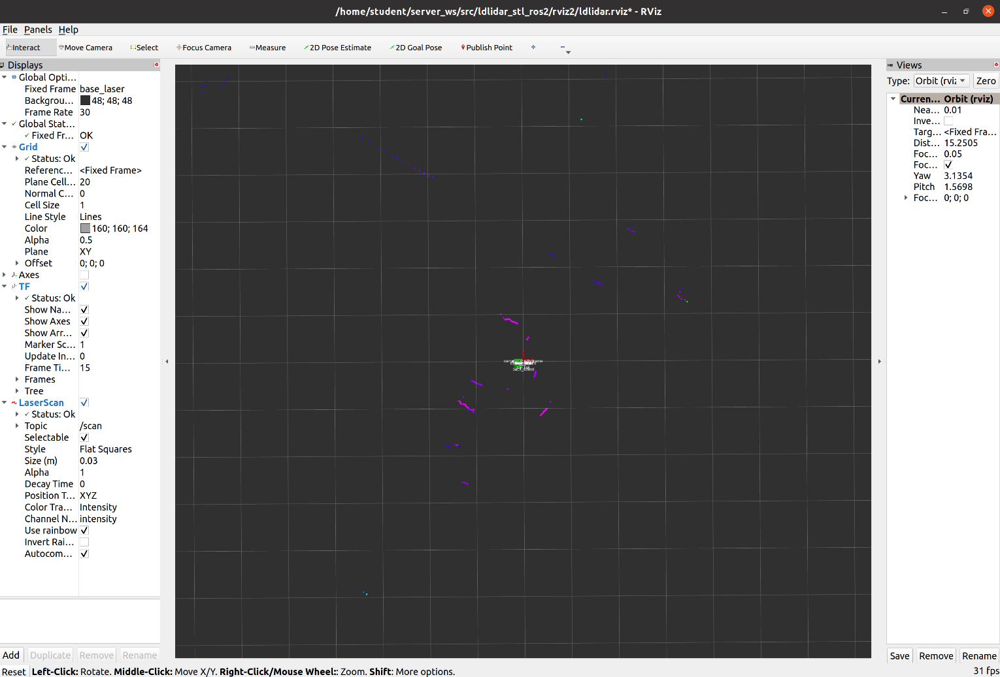 /home/student/server_ws/src/ldlidar_stl_ros2/rviz2/ldlidar.rviz* - RViz
File Panels Help
Interact Move Camera Select Focus Camera Measure 2D Pose Estimate 2D Goal Pose Publish Point
Displays
Global Opti...
Fixed Frame base_laser
Backgrou... 48; 48; 48
Frame Rate 30
Global Stat...
Fixed Fr... OK
Grid
Status: Ok
Referenc... <Fixed Frame>
Plane Cell... 20
Normal C... 0
Cell Size 1
Line Style Lines
Color 160; 160; 164
Alpha 0.5
Plane XY
Offset 0; 0; 0
Axes
TF
Status: Ok
Show Na...
Show Axes
Show Arr...
Marker Sc... 1
Update In... 0
Frame Ti... 15
Frames
Tree
LaserScan
Status: Ok
Topic /scan
Selectable
Style Flat Squares
Size (m) 0.03
Alpha 1
Decay Time 0
Position T... XYZ
Color Tra... Intensity
Channel N... intensity
Use rainbow
Invert Rai...
Autocom...
Add Duplicate Remove Rename
back_wheel
Views
Type: Orbit (rviz Zero
Curren... Orbit (rviz)
Nea... 0.01
Inve...
Targ... <Fixed Fra...
Dist... 15.2505
Foc... 0.05
Foc...
Yaw 3.1354
Pitch 1.5698
Foc... 0; 0; 0
Save Remove Rename
Reset Left-Click: Rotate. Middle-Click: Move X/Y. Right-Click/Mouse Wheel:: Zoom. Shift: More options.
31 fps